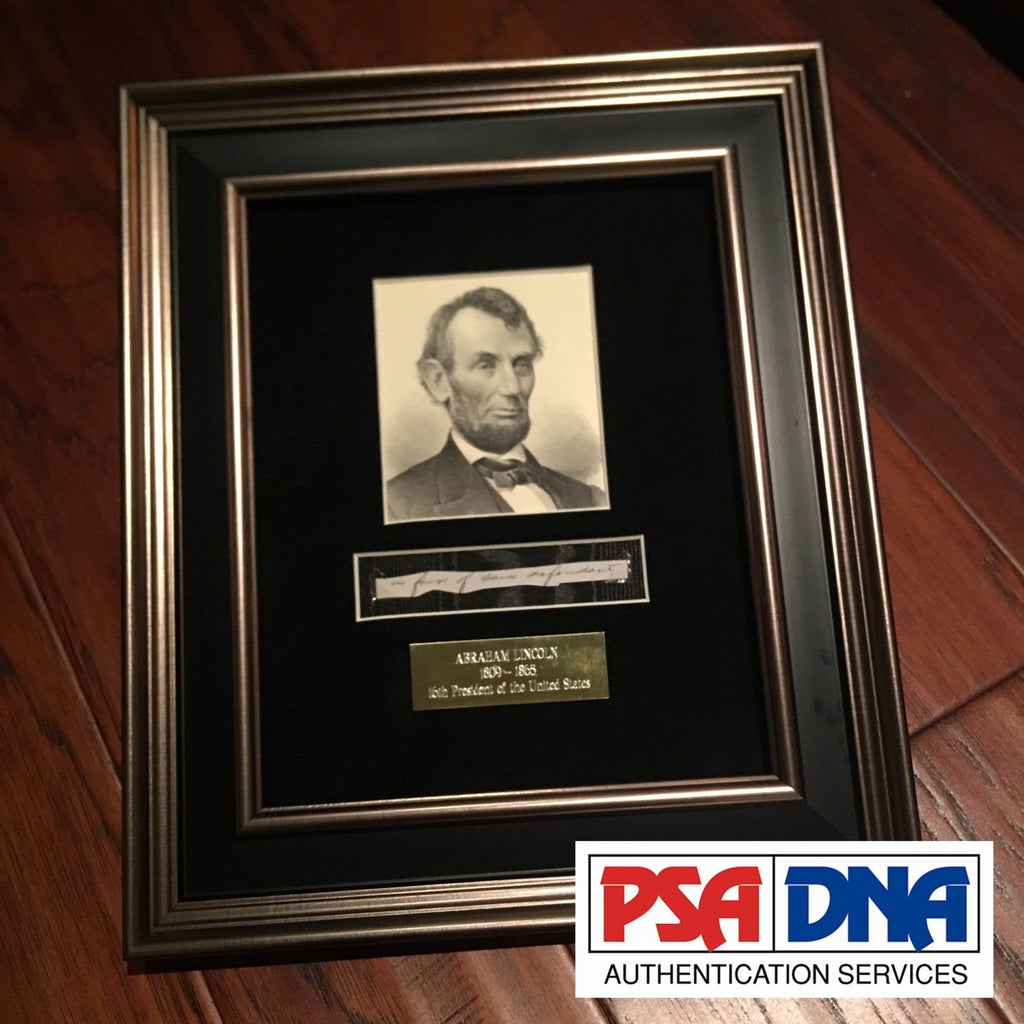 in favor of said defendant
ABRAHAM LINCOLN
1809 – 1865
16th President of the United States
PSA DNA
AUTHENTICATION SERVICES